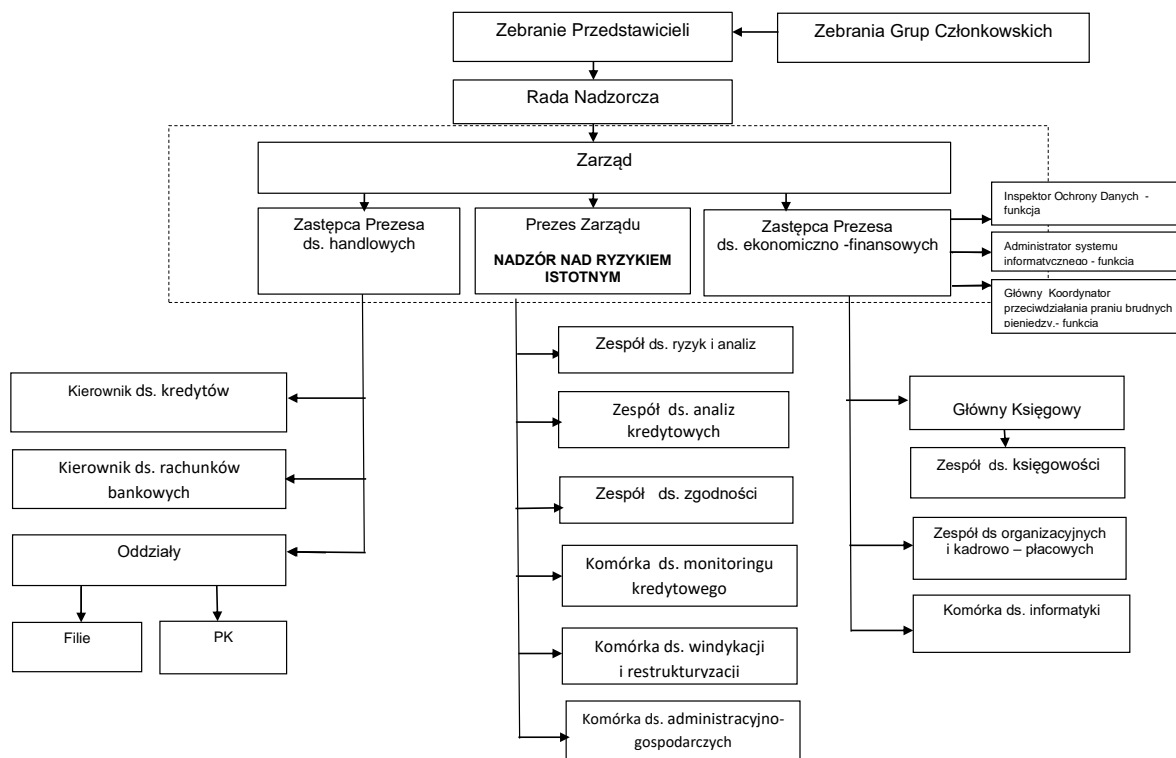 Zebranie Przedstawicieli
Zebrania Grup Członkowskich
Rada Nadzorcza
Zarząd
Zastępca Prezesa
ds. handlowych
Prezes Zarządu
NADZÓR NAD RYZYKIEM
ISTOTNYM
Zastępca Prezesa
ds. ekonomiczno -finansowych
Inspektor Ochrony Danych -
funkcja
Administrator systemu
informatycznego - funkcja
Główny Koordynator
przeciwdziałania praniu brudnych
pieniędzy.- funkcja
Kierownik ds. kredytów
Kierownik ds. rachunków
bankowych
Oddziały
Filie
PK
Zespół ds. ryzyk i analiz
Zespół ds. analiz
kredytowych
Zespół ds. zgodności
Komórka ds. monitoringu
kredytowego
Komórka ds. windykacji
i restrukturyzacji
Komórka ds. administracyjno-
gospodarczych
Główny Księgowy
Zespół ds. księgowości
Zespół ds organizacyjnych
i kadrowo – płacowych
Komórka ds. informatyki